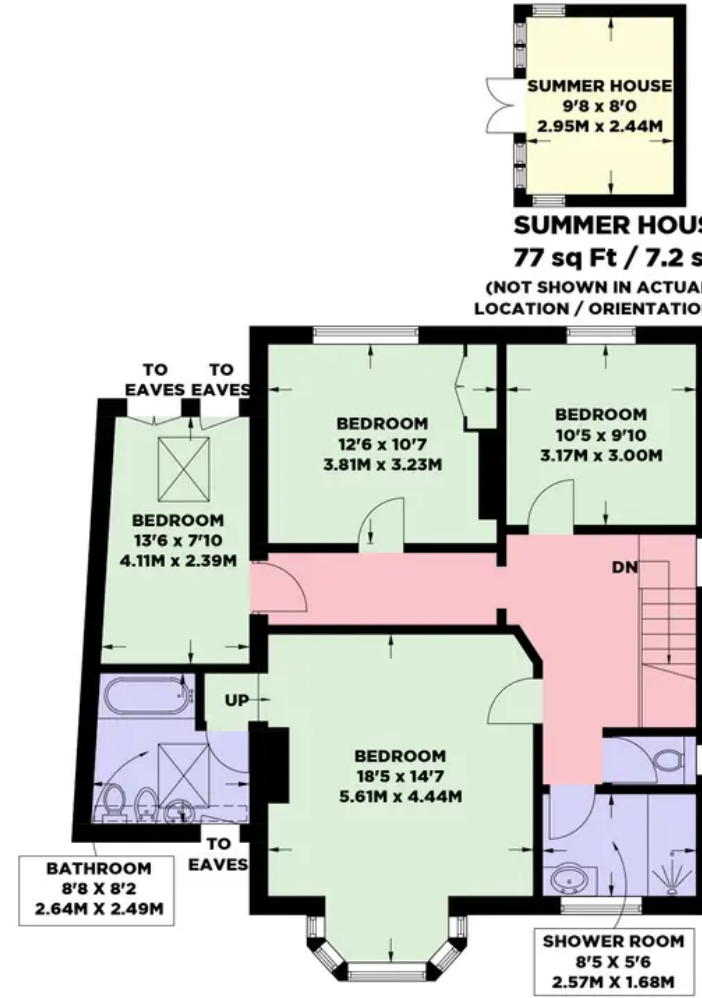 SUMMER HOUSE
9'8 x 8'0
2.95M x 2.44M
SUMMER HOUS
77 sq Ft / 7.2 s
(NOT SHOWN IN ACTUA
LOCATION / ORIENTATIO
TO
EAVES
TO
EAVES
BEDROOM
12'6 x 10'7
3.81M x 3.23M
BEDROOM
10'5 x 9'10
3.17M x 3.00M
BEDROOM
13'6 x 7'10
4.11M x 2.39M
DN
UP
BEDROOM
18'5 x 14'7
5.61M x 4.44M
TO
EAVES
BATHROOM
8'8 X 8'2
2.64M X 2.49M
SHOWER ROOM
8'5 X 5'6
2.57M X 1.68M